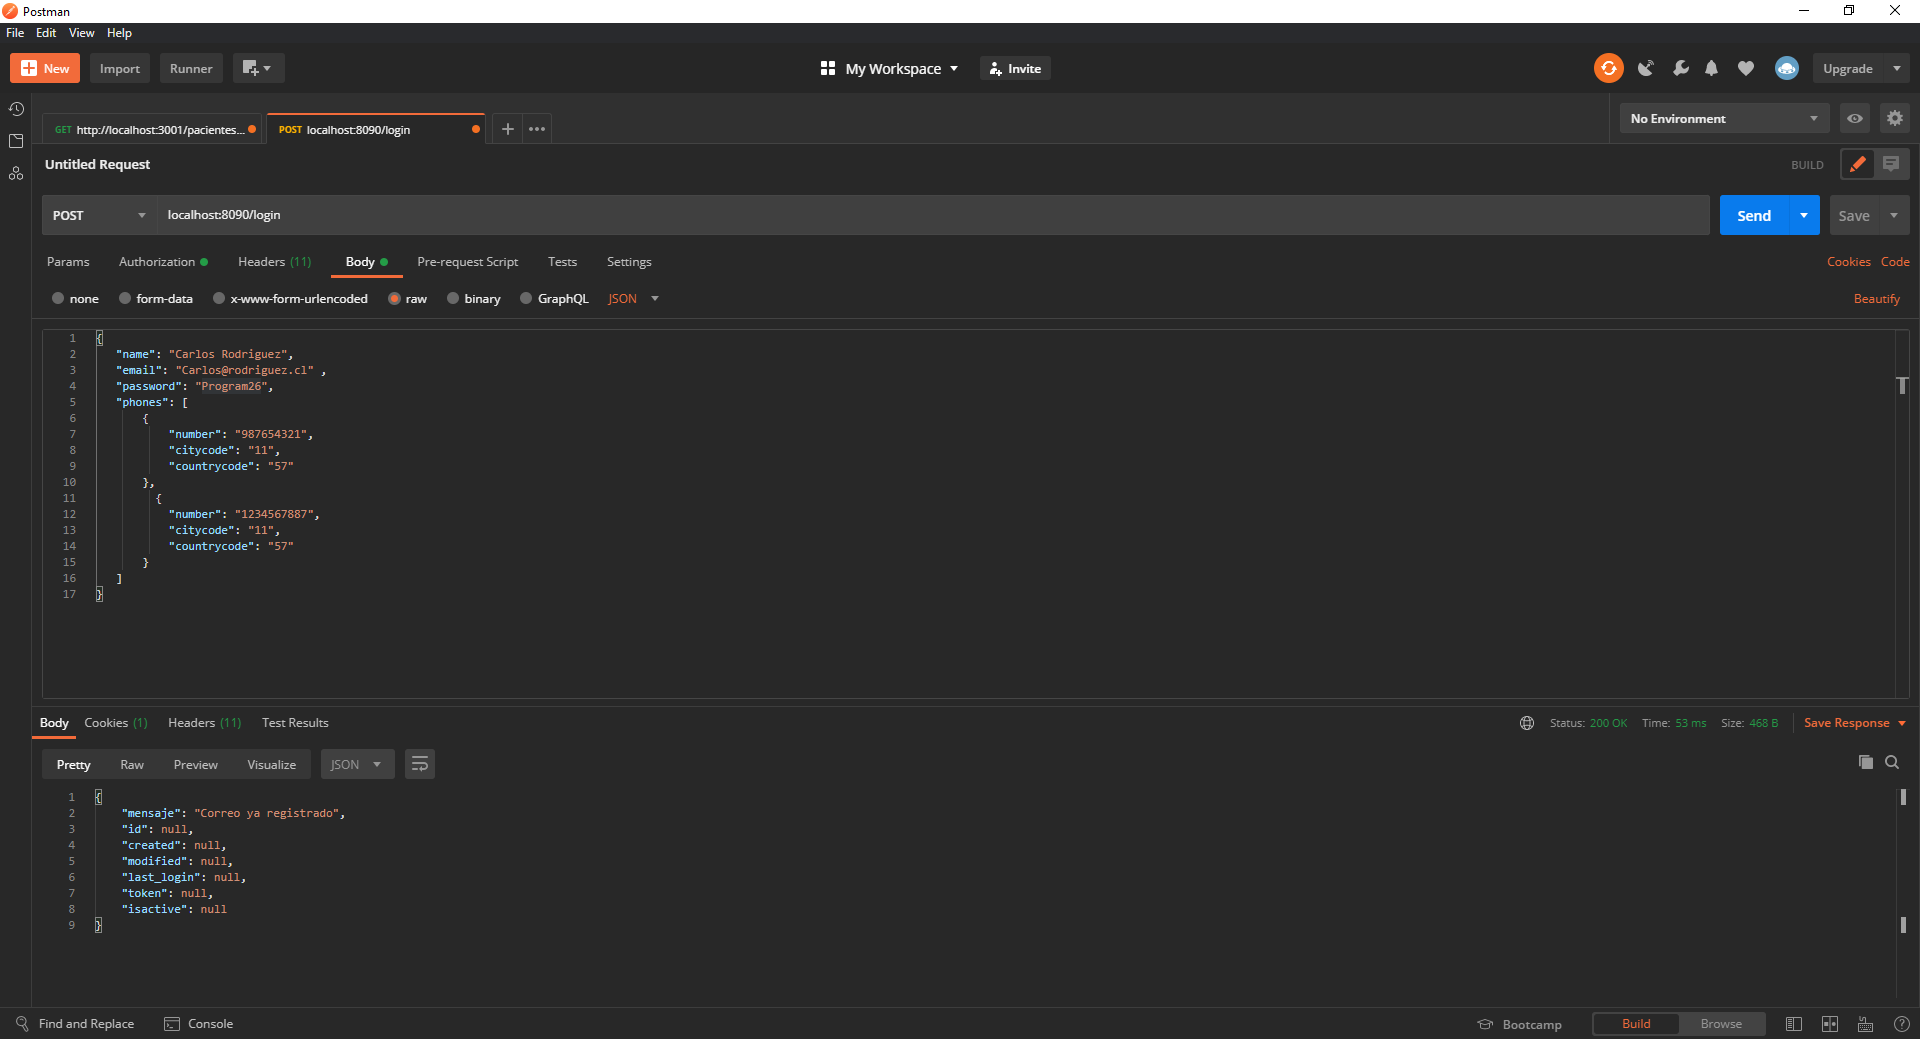 Postman
File Edit View Help
New Import Runner My Workspace Invite Upgrade
GET http://localhost:3001/pacientes... POST localhost:8090/login No Environment
Untitled Request BUILD
POST localhost:8090/login Send Save
Params Authorization Headers (11) Body Pre-request Script Tests Settings Cookies Code
none form-data x-www-form-urlencoded raw binary GraphQL JSON Beautify
1 {
2 "name": "Carlos Rodriguez",
3 "email": "Carlos@rodriguez.cl" ,
4 "password": "Program26",
5 "phones": [
6 {
7 "number": "987654321",
8 "citycode": "11",
9 "countrycode": "57"
10 },
11 {
12 "number": "1234567887",
13 "citycode": "11",
14 "countrycode": "57"
15 }
16 ]
17 }
Body Cookies (1) Headers (11) Test Results Status: 200 OK Time: 53 ms Size: 468 B Save Response
Pretty Raw Preview Visualize JSON
1 {
2 "mensaje": "Correo ya registrado",
3 "id": null,
4 "created": null,
5 "modified": null,
6 "last_login": null,
7 "token": null,
8 "isactive": null
9 }
Find and Replace Console Bootcamp Build Browse